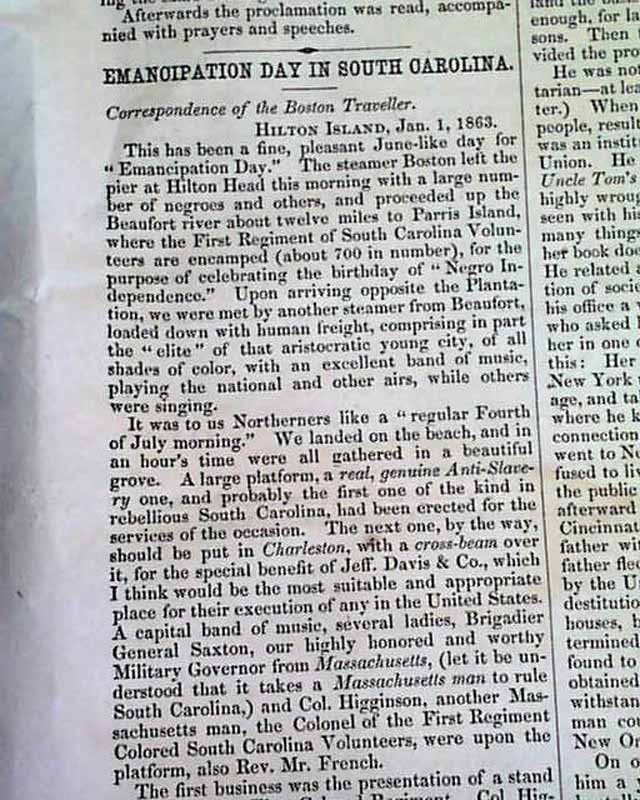 Afterwards the proclamation was read, accompa-
nied with prayers and speeches.
EMANCIPATION DAY IN SOUTH CAROLINA.
Correspondence of the Boston Traveller.
HILTON ISLAND, Jan. 1, 1863.
This has been a fine, pleasant June-like day for
"Emancipation Day." The steamer Boston left the
pier at Hilton Head this morning with a large num-
ber of negroes and others, and proceeded up the
Beaufort river about twelve miles to Parris Island,
where the First Regiment of South Carolina Volun-
teers are encamped (about 700 in number), for the
purpose of celebrating the birthday of "Negro In-
dependence." Upon arriving opposite the Planta-
tion, we were met by another steamer from Beaufort,
loaded down with human freight, comprising in part
the "elite" of that aristocratic young city, of all
shades of color, with an excellent band of music,
playing the national and other airs, while others
were singing.
It was to us Northerners like a "regular Fourth
of July morning." We landed on the beach, and in
an hour's time were all gathered in a beautiful
grove. A large platform, a real, genuine Anti-Slave-
ry one, and probably the first one of the kind in
rebellious South Carolina, had been erected for the
services of the occasion. The next one, by the way,
should be put in Charleston, with a cross-beam over
it, for the special benefit of Jeff. Davis & Co., which
I think would be the most suitable and appropriate
place for their execution of any in the United States.
A capital band of music, several ladies, Brigadier
General Saxton, our highly honored and worthy
Military Governor from Massachusetts, (let it be un-
derstood that it takes a Massachusetts man to rule
South Carolina,) and Col. Higginson, another Mas-
sachusetts man, the Colonel of the First Regiment
Colored South Carolina Volunteers, were upon the
platform, also Rev. Mr. French.
The first business was the presentation of a stand
Col. Hig-
enough, for
sons. Then
vided the
He was not
tarian—at
ter.) When
people,
was an
Union. He
Uncle Tom's
highly
seen with
many things
her book
He related
tion of
his office a
who asked
her in one
this: Her
New York
age, and
where he
connection
went to
fused to
the public
afterward
Cincinnat
father
father
by the
houses,
termined
found to
obtained
man
New
On
him a